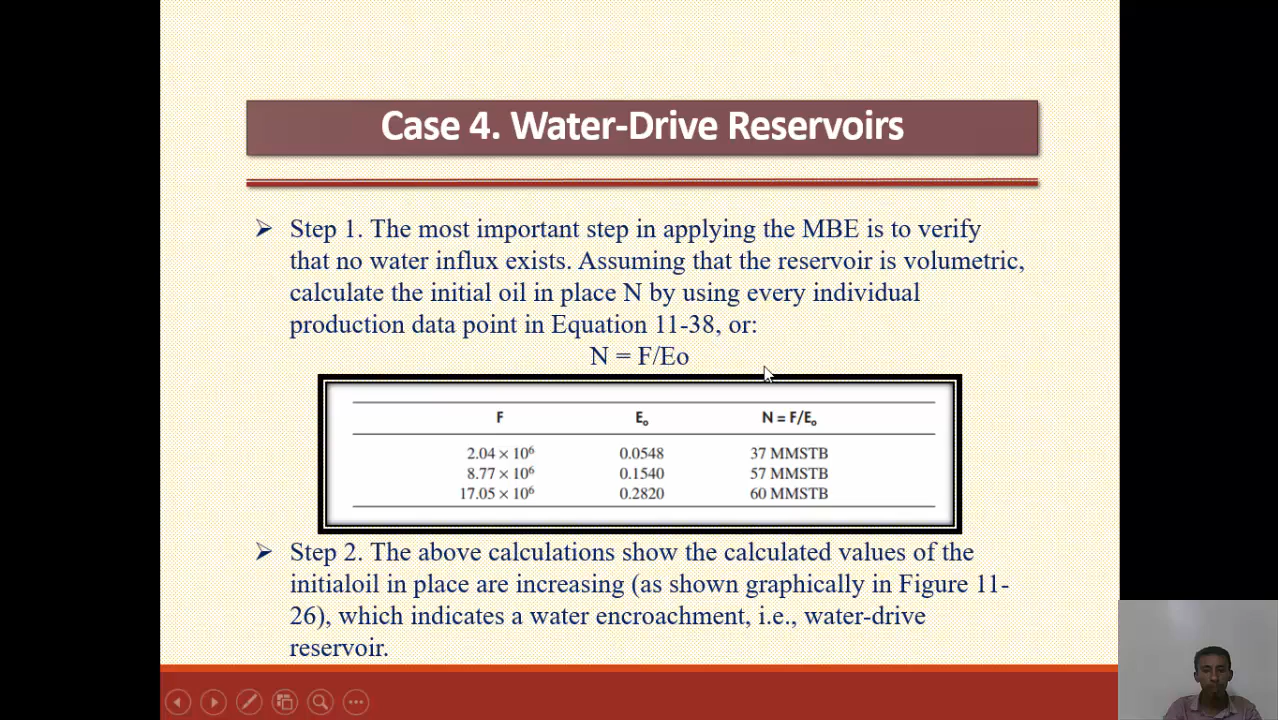 Case 4. Water-Drive Reservoirs
Step 1. The most important step in applying the MBE is to verify
that no water influx exists. Assuming that the reservoir is volumetric,
calculate the initial oil in place N by using every individual
production data point in Equation 11-38, or:
N = F/Eo
F Eₒ N = F/Eₒ
2.04 × 10⁶ 0.0548 37 MMSTB
8.77 × 10⁶ 0.1540 57 MMSTB
17.05 × 10⁶ 0.2820 60 MMSTB
Step 2. The above calculations show the calculated values of the
initialoil in place are increasing (as shown graphically in Figure 11-
26), which indicates a water encroachment, i.e., water-drive
reservoir.